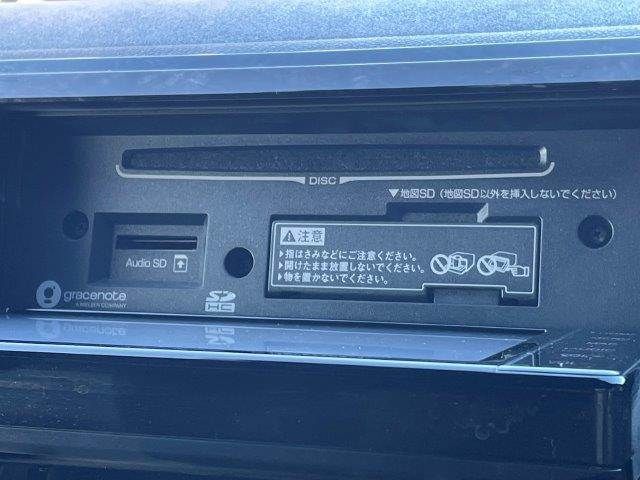 DISC
▼地図SD（地図SD以外を挿入しないでください）
⚠注意
▶指はさみなどにご注意ください。
▶開けたまま放置しないでください。
▶物を置かないでください。
Audio SD
gracenote
A NIELSEN COMPANY
SD
HC